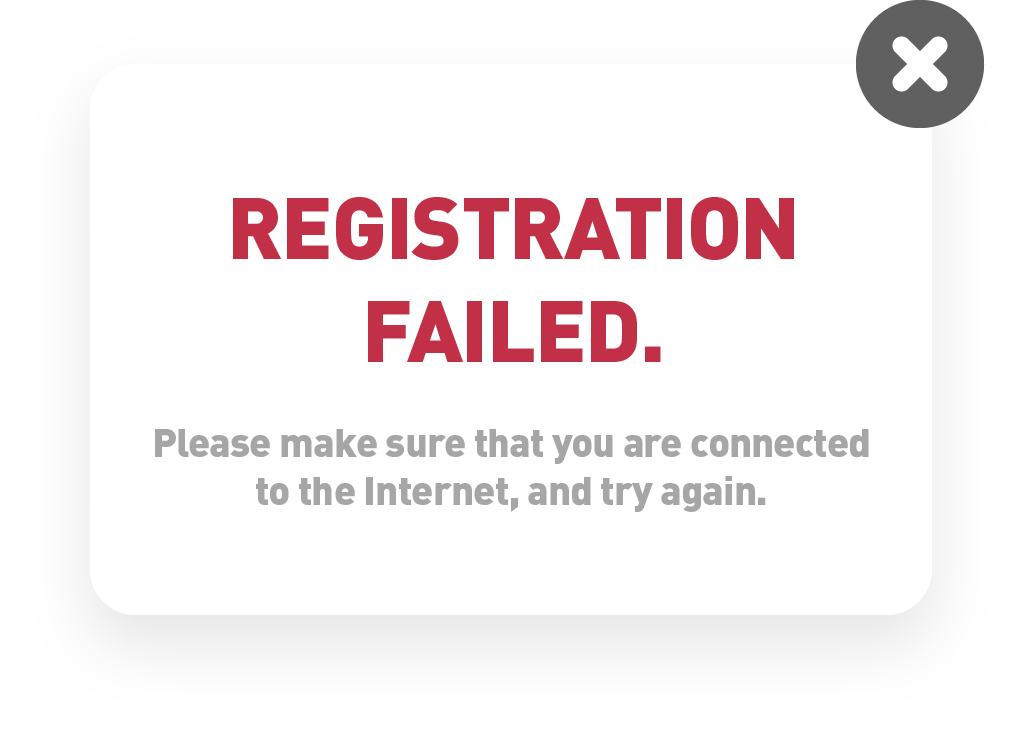 REGISTRATION
FAILED.
Please make sure that you are connected
to the Internet, and try again.